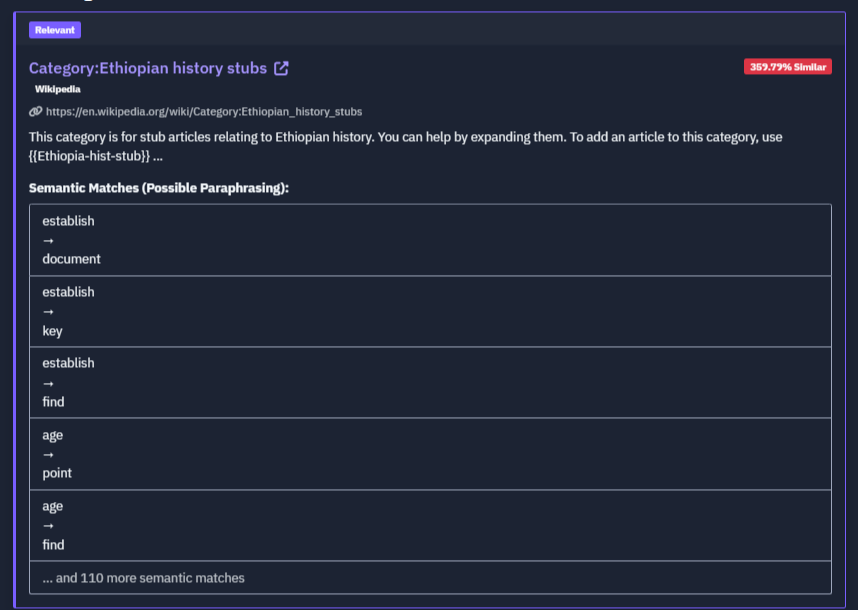 Relevant
Category:Ethiopian history stubs
359.79% Similar
Wikipedia
https://en.wikipedia.org/wiki/Category:Ethiopian_history_stubs
This category is for stub articles relating to Ethiopian history. You can help by expanding them. To add an article to this category, use
{{Ethiopia-hist-stub}} ...
Semantic Matches (Possible Paraphrasing):
establish
→
document
establish
→
key
establish
→
find
age
→
point
age
→
find
... and 110 more semantic matches